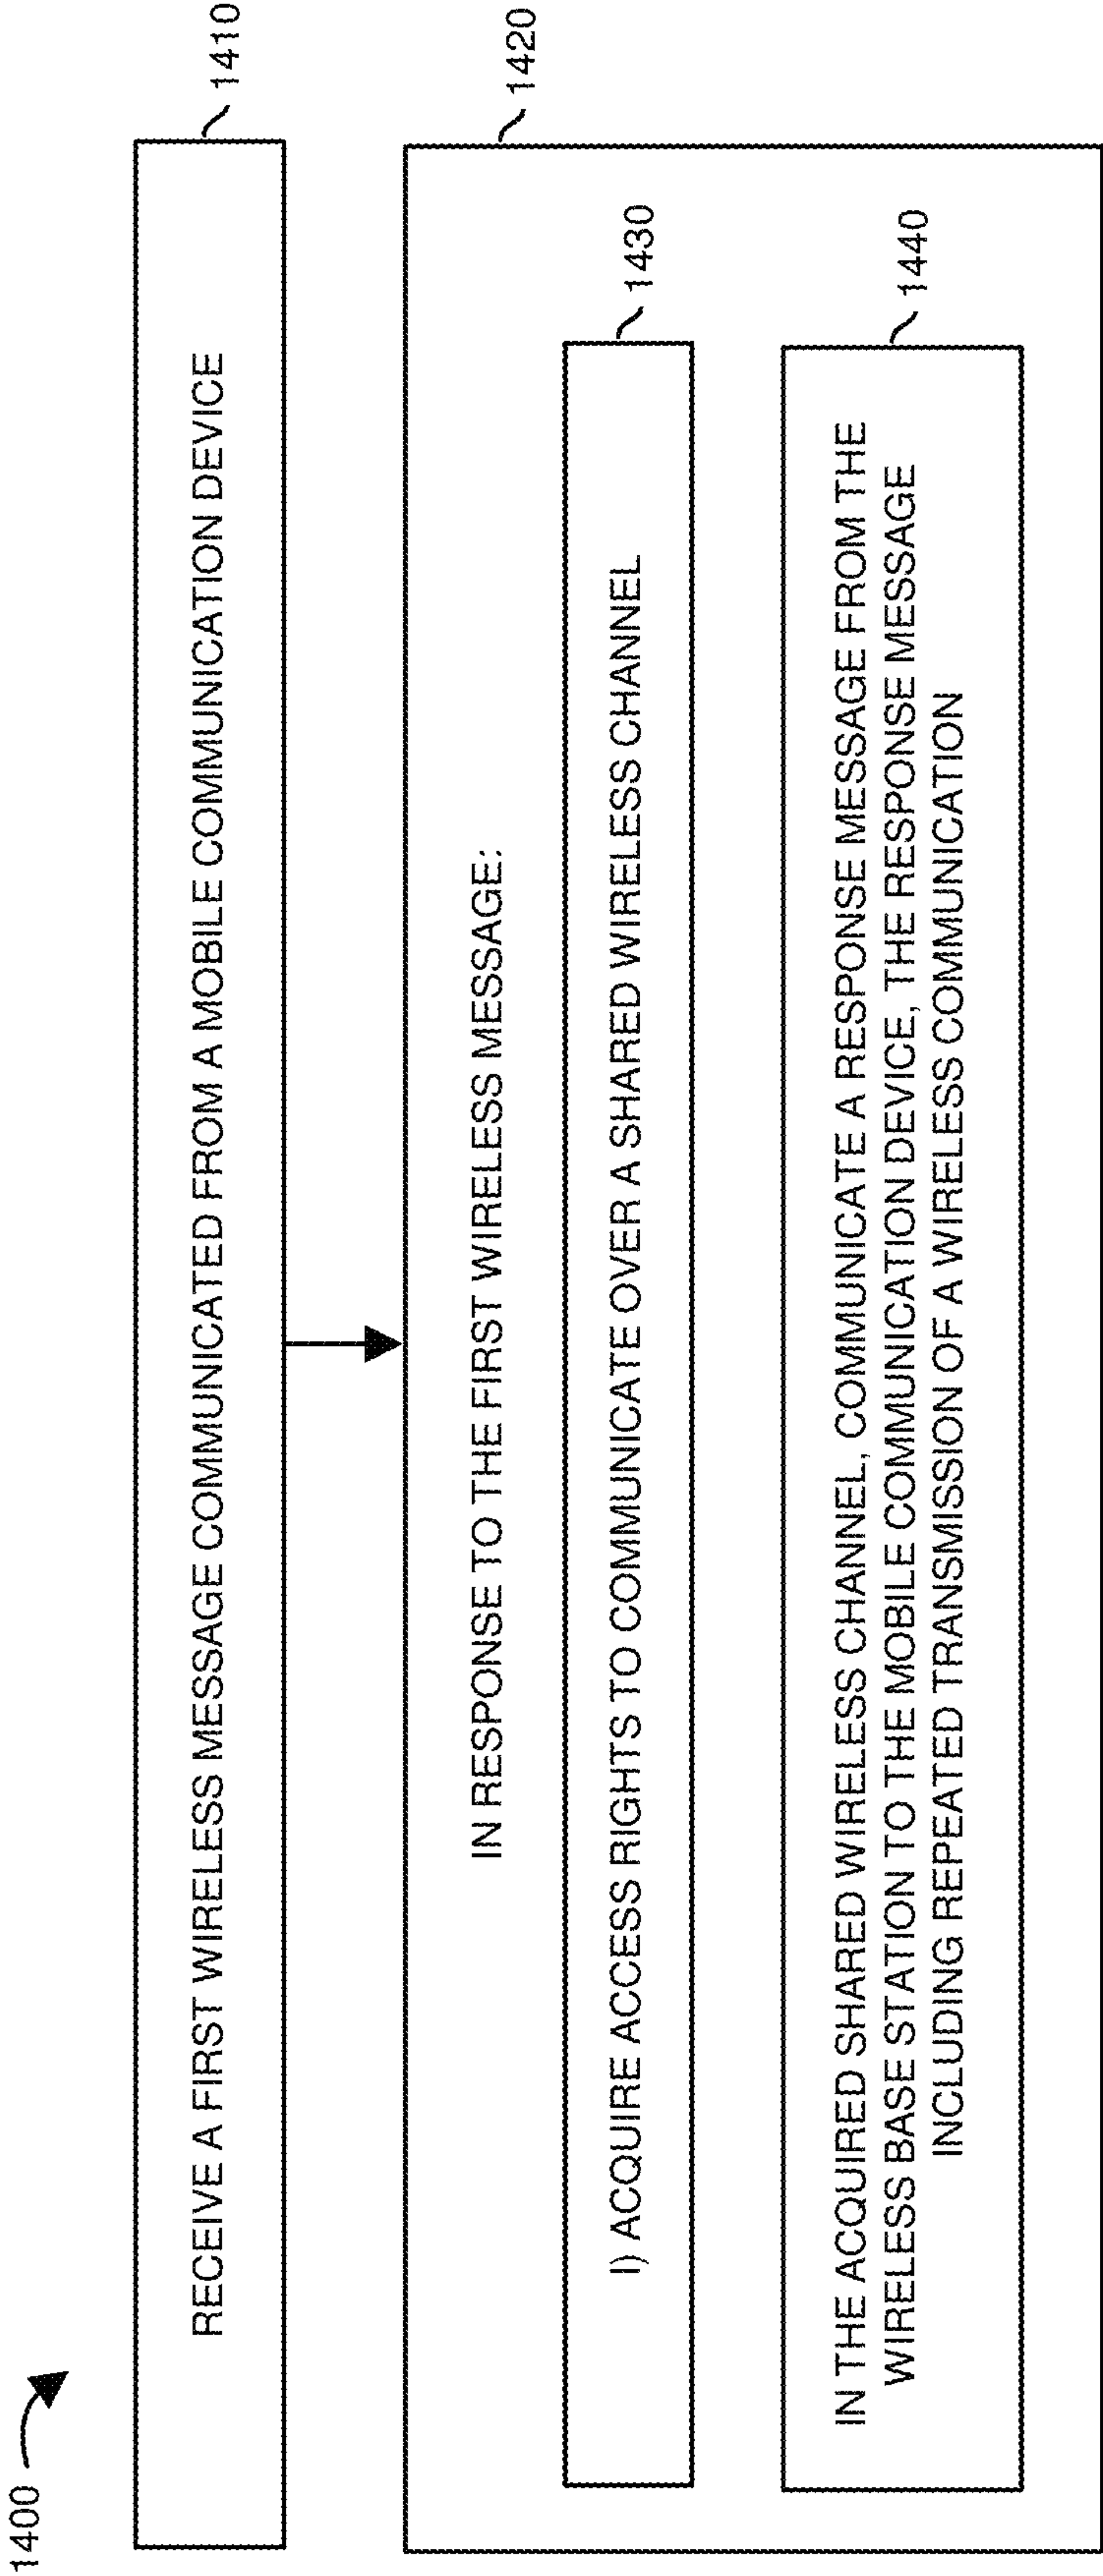 1400
RECEIVE A FIRST WIRELESS MESSAGE COMMUNICATED FROM A MOBILE COMMUNICATION DEVICE
1410
IN RESPONSE TO THE FIRST WIRELESS MESSAGE:
1420
I) ACQUIRE ACCESS RIGHTS TO COMMUNICATE OVER A SHARED WIRELESS CHANNEL
1430
IN THE ACQUIRED SHARED WIRELESS CHANNEL, COMMUNICATE A RESPONSE MESSAGE FROM THE
WIRELESS BASE STATION TO THE MOBILE COMMUNICATION DEVICE, THE RESPONSE MESSAGE
INCLUDING REPEATED TRANSMISSION OF A WIRELESS COMMUNICATION
1440